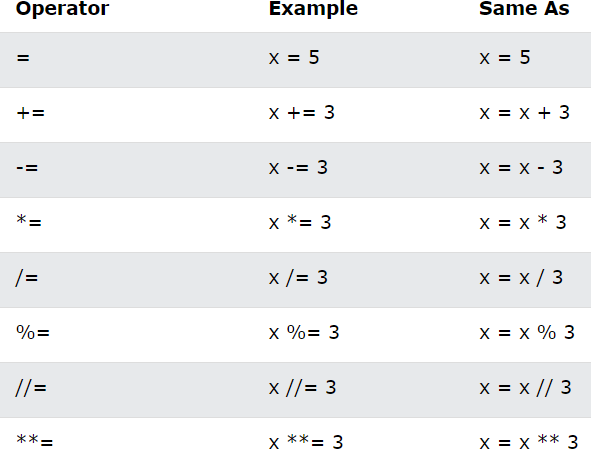 Operator Example Same As
= x = 5 x = 5
+= x += 3 x = x + 3
-= x -= 3 x = x - 3
*= x *= 3 x = x * 3
/= x /= 3 x = x / 3
%= x %= 3 x = x % 3
//= x //= 3 x = x // 3
**= x **= 3 x = x ** 3